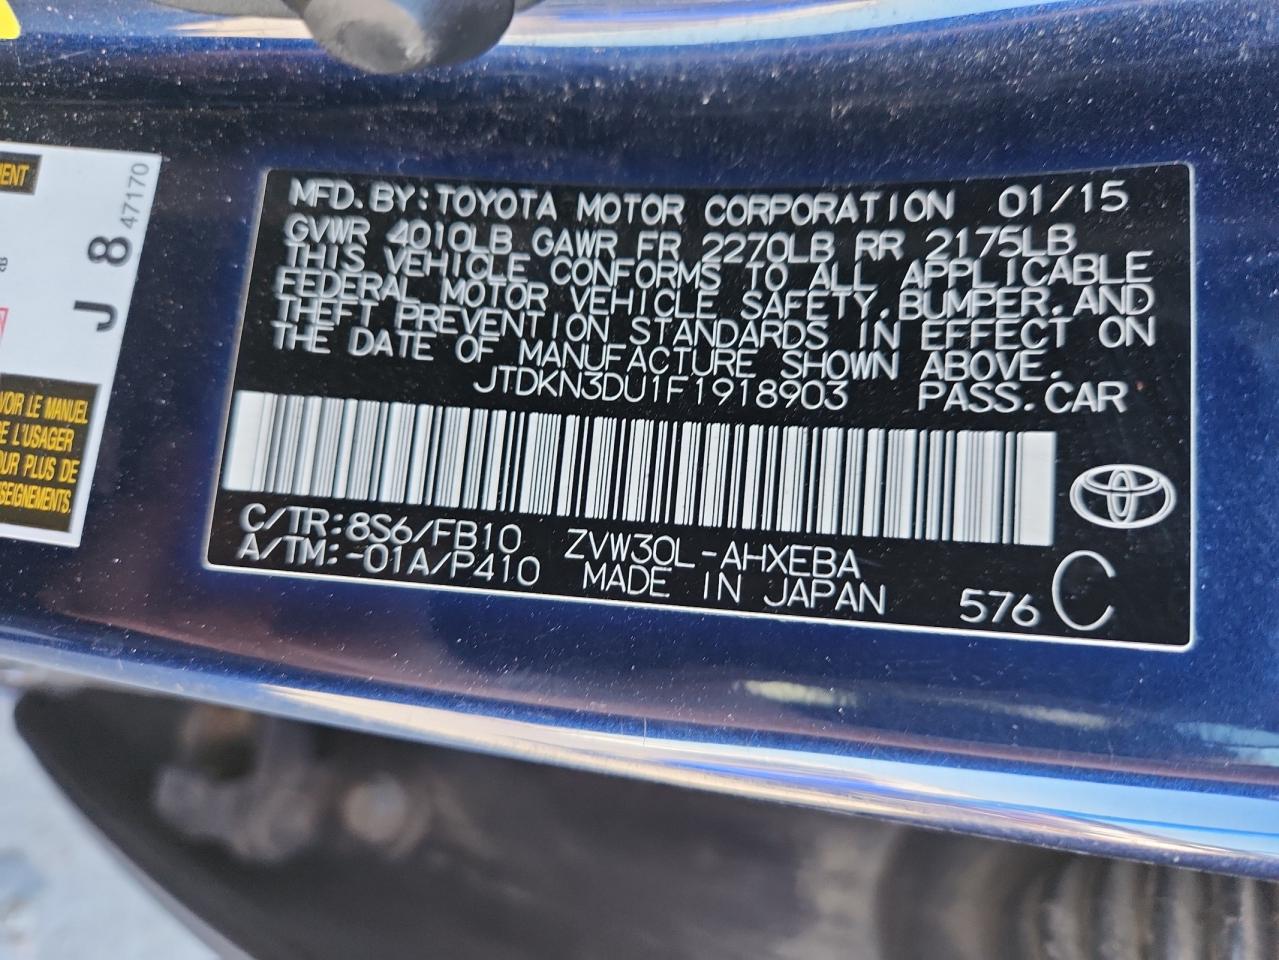 MENT
J 8 47170
VOIR LE MANUEL
DE L'USAGER
POUR PLUS DE
RENSEIGNEMENTS.
MFD. BY: TOYOTA MOTOR CORPORATION 01/15
GVWR 4010LB GAWR FR 2270LB RR 2175LB
THIS VEHICLE CONFORMS TO ALL APPLICABLE
FEDERAL MOTOR VEHICLE SAFETY, BUMPER, AND
THEFT PREVENTION STANDARDS IN EFFECT ON
THE DATE OF MANUFACTURE SHOWN ABOVE.
JTDKN3DU1F1918903 PASS. CAR
C/TR: 8S6/FB10 ZVW30L-AHXEBA
A/TM: -01A/P410 MADE IN JAPAN 576 C